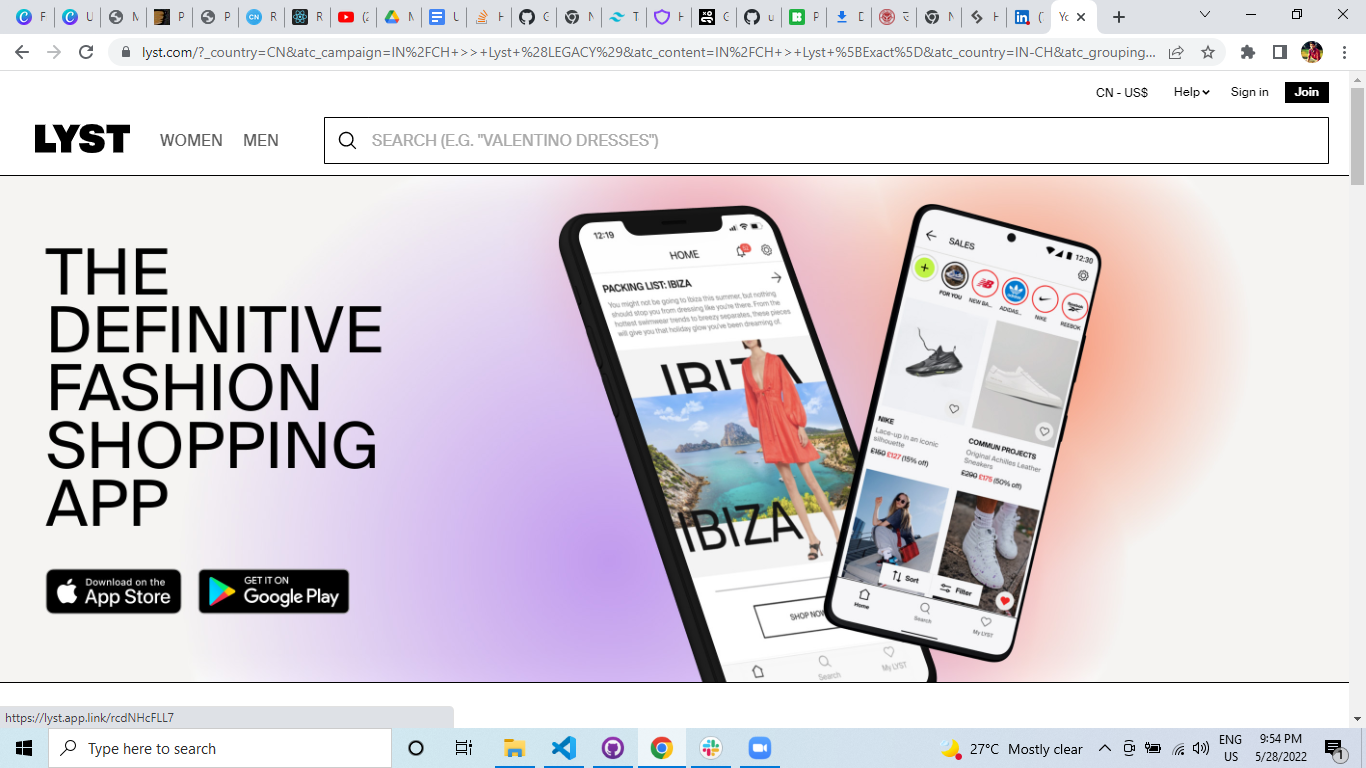 F
U
M
P
P
R
R
(2
M
U
H
G
N
T
H
G
u
P
D
N
H
(
Yo
lyst.com/?_country=CN&atc_campaign=IN%2FCH+>>+Lyst+%28LEGACY%29&atc_content=IN%2FCH+>+Lyst+%5BExact%5D&atc_country=IN-CH&atc_grouping...
CN - US$ Help Sign in Join
LYST WOMEN MEN SEARCH (E.G. "VALENTINO DRESSES")
THE
DEFINITIVE
FASHION
SHOPPING
APP
Download on the
App Store
GET IT ON
Google Play
12:19
HOME
PACKING LIST: IBIZA
You might not be going to Ibiza this summer, but nothing
should stop you from dressing like you're there. From the
hottest swimwear trends to breezy separates, these pieces
will give you that holiday glow you've been dreaming of.
IBIZA
IBIZA
SHOP NOW
Search
My LYST
12:30
SALES
FOR YOU
NEW BA...
ADIDAS...
NIKE
REEBOK
NIKE
Lace-up in an iconic
silhouette
£150 £127 (15% off)
COMMUN PROJECTS
Original Achilles Leather
Sneakers
£290 £175 (50% off)
Sort
Filter
Home
Search
My LYST
https://lyst.app.link/rcdNHcFLL7
Type here to search
27°C Mostly clear
ENG
US
9:54 PM
5/28/2022
1